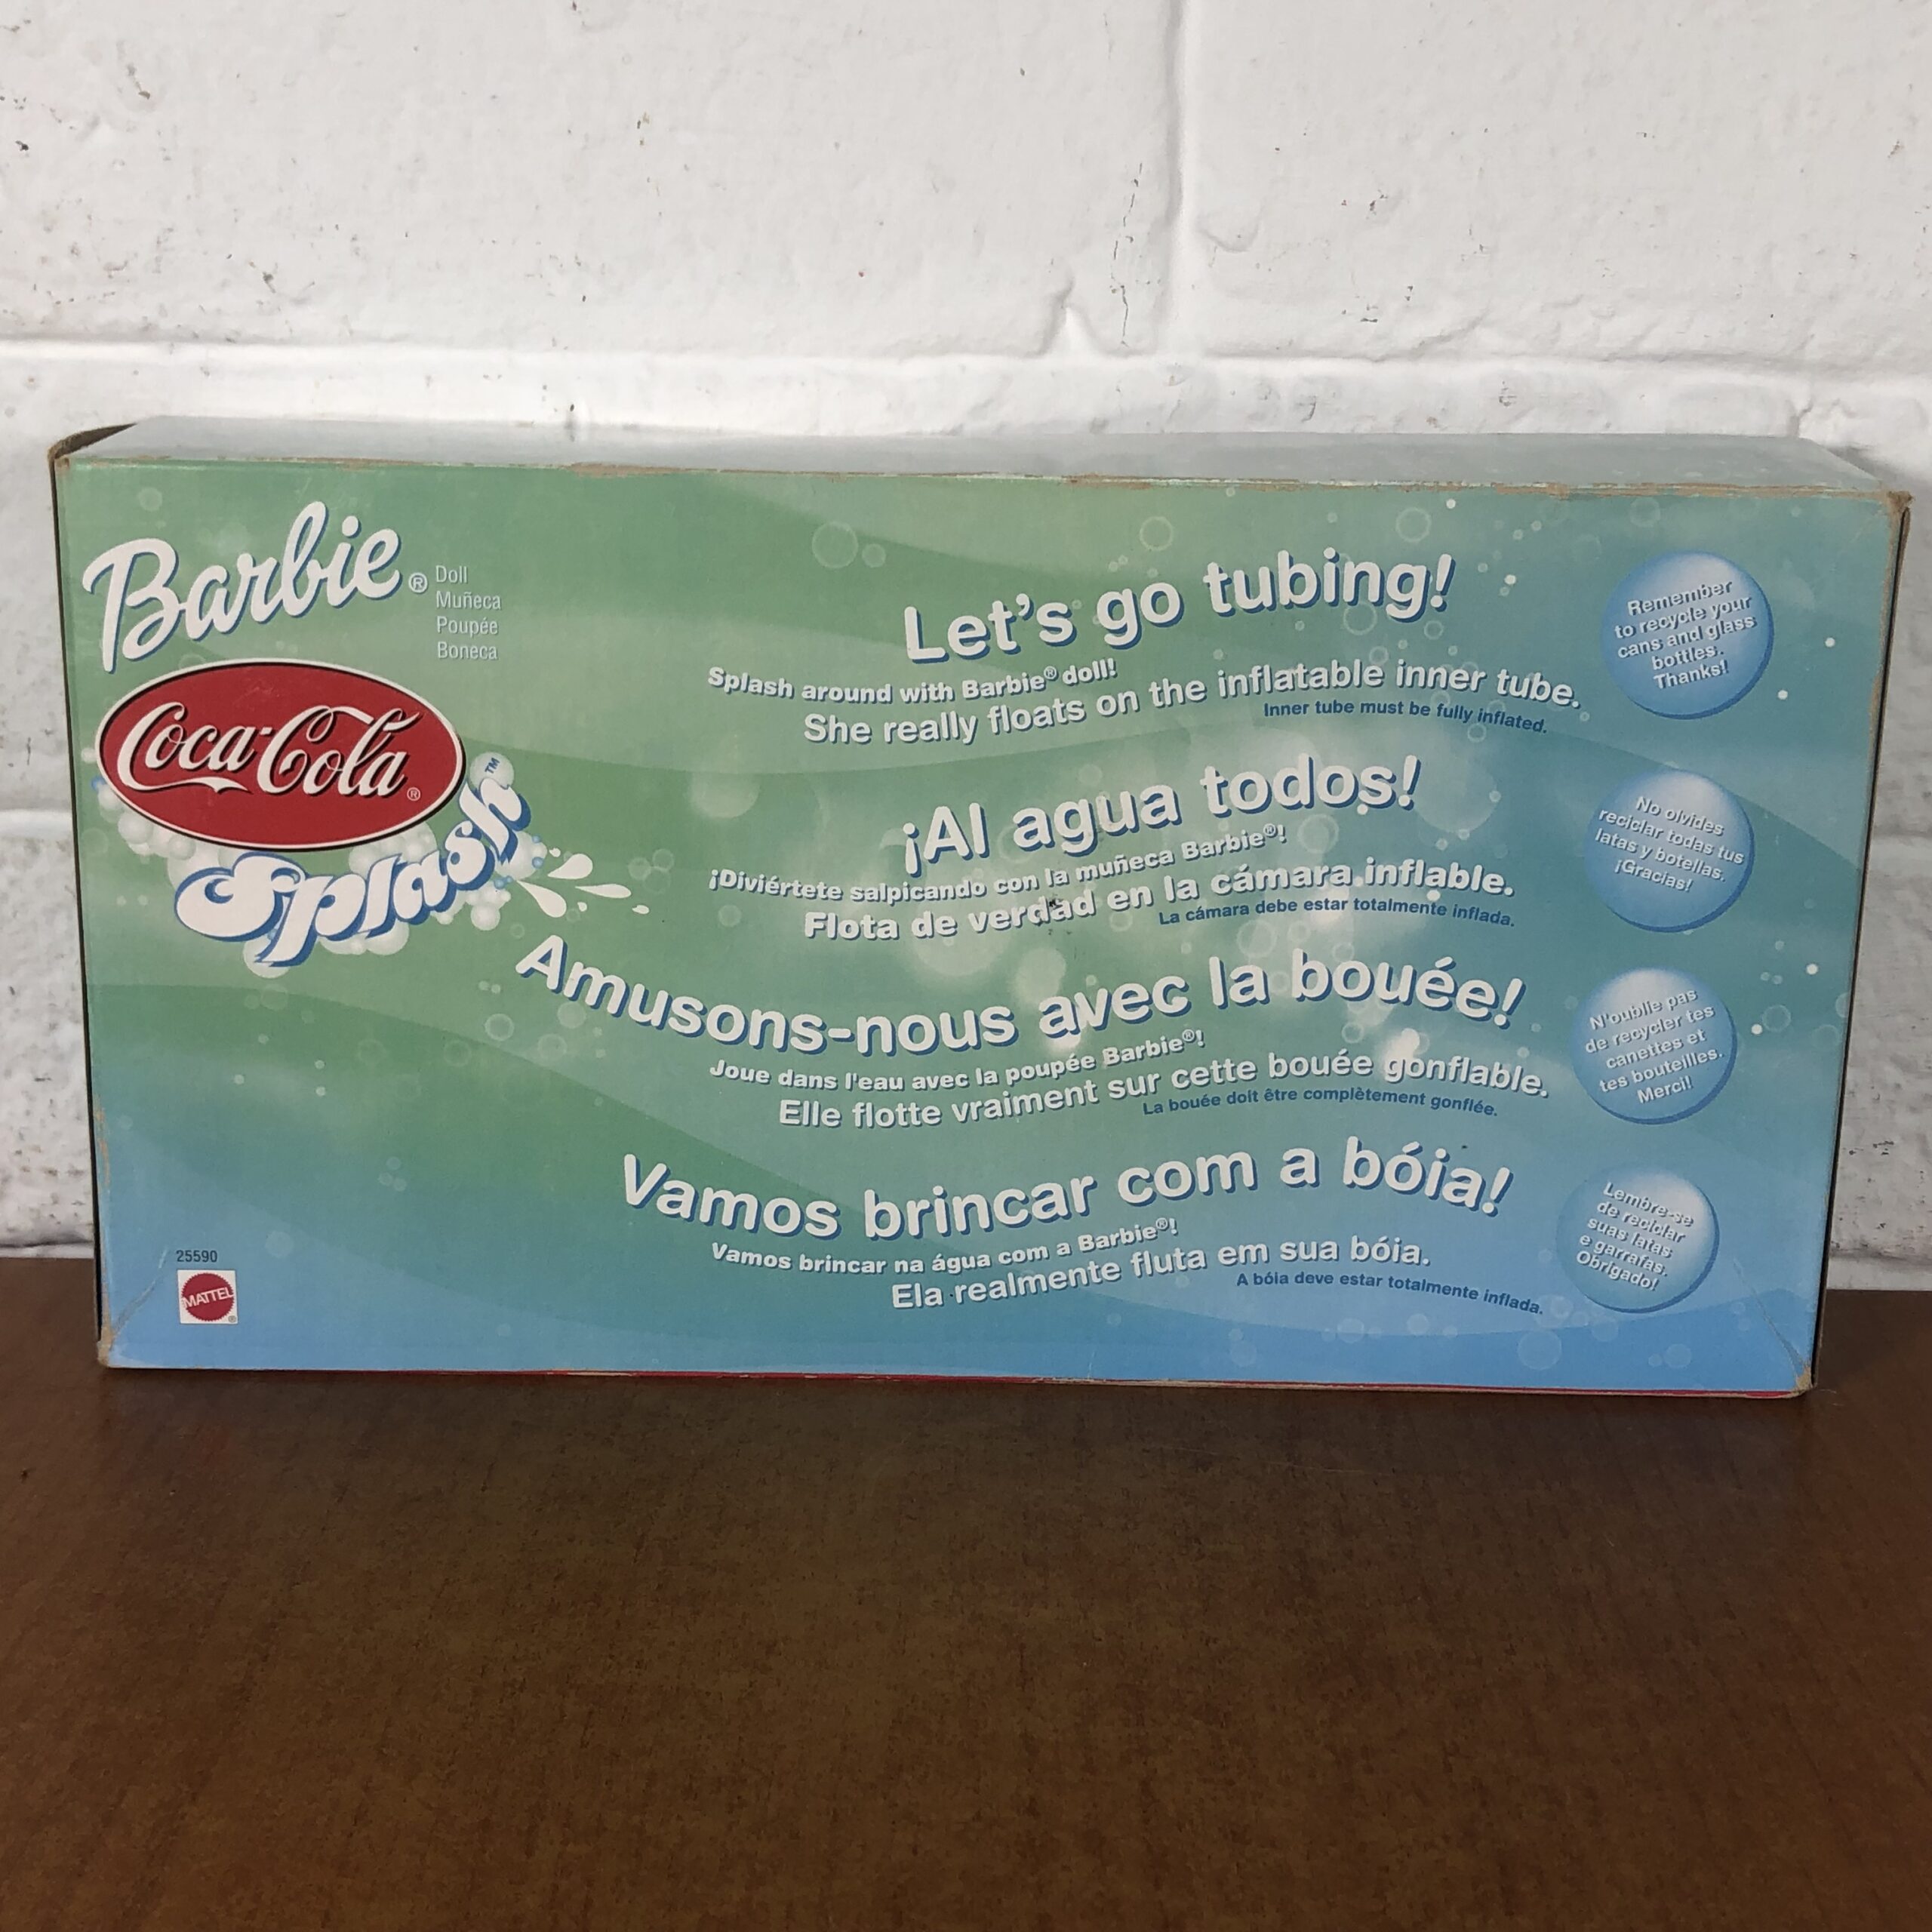 Barbie®
Doll
Muñeca
Poupée
Boneca
Coca-Cola®
Splash™
Let's go tubing!
Splash around with Barbie® doll!
She really floats on the inflatable inner tube.
Inner tube must be fully inflated.
Remember
to recycle your
cans and glass
bottles.
Thanks!
¡Al agua todos!
¡Diviértete salpicando con la muñeca Barbie®!
Flota de verdad en la cámara inflable.
La cámara debe estar totalmente inflada.
No olvides
reciclar todas tus
latas y botellas.
¡Gracias!
Amusons-nous avec la bouée!
Joue dans l'eau avec la poupée Barbie®!
Elle flotte vraiment sur cette bouée gonflable.
La bouée doit être complètement gonflée.
N'oublie pas
de recycler tes
canettes et
tes bouteilles.
Merci!
Vamos brincar com a bóia!
Vamos brincar na água com a Barbie®!
Ela realmente fluta em sua bóia.
A bóia deve estar totalmente inflada.
Lembre-se
de reciclar
suas latas
e garrafas.
Obrigado!
25590
MATTEL®